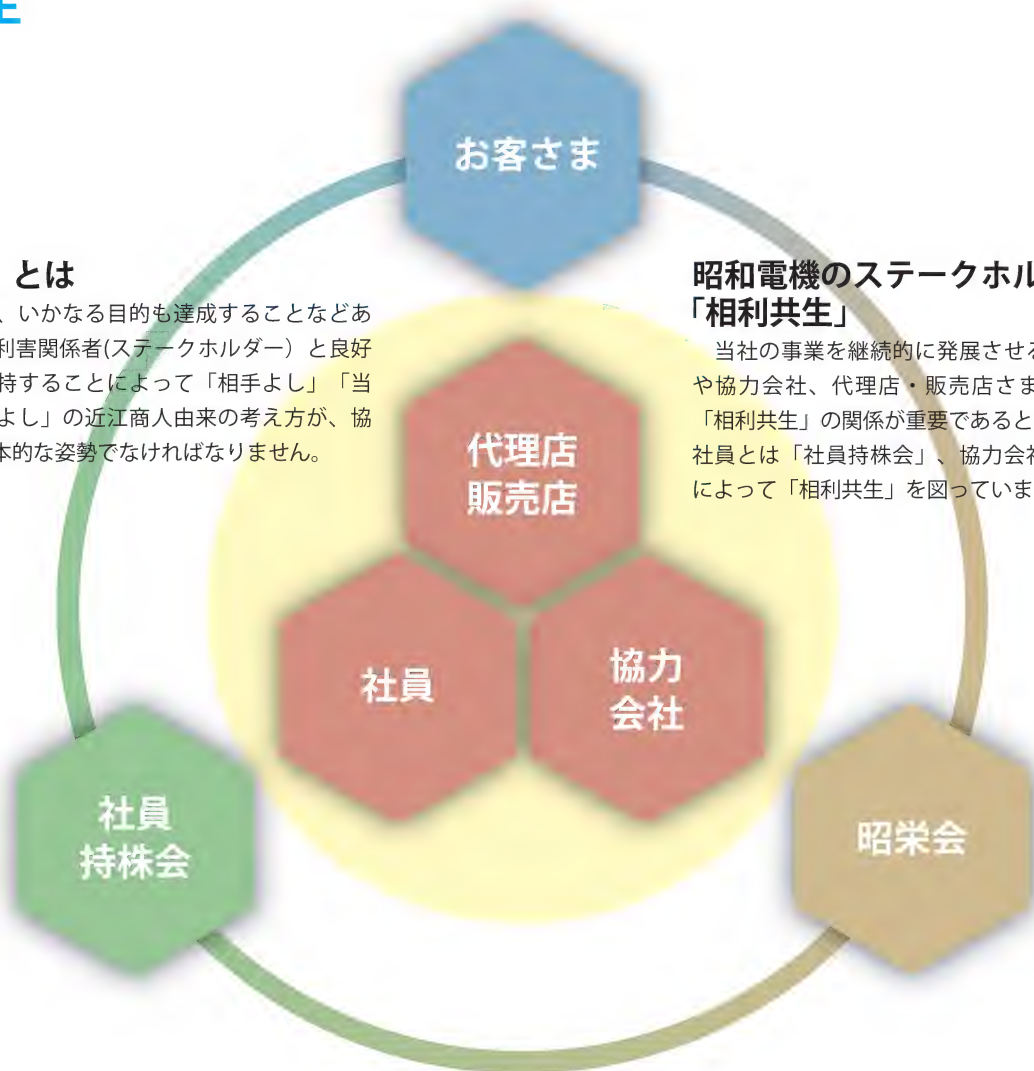 生
お客さま
とは
、いかなる目的も達成することなどあ
利害関係者(ステークホルダー）と良好
持することによって「相手よし」「当
よし」の近江商人由来の考え方が、協
本的な姿勢でなければなりません。
昭和電機のステークホル
「相利共生」
当社の事業を継続的に発展させる
や協力会社、代理店・販売店さま
「相利共生」の関係が重要であると
社員とは「社員持株会」、協力会社
によって「相利共生」を図っていま
代理店
販売店
社員
協力
会社
社員
持株会
昭栄会